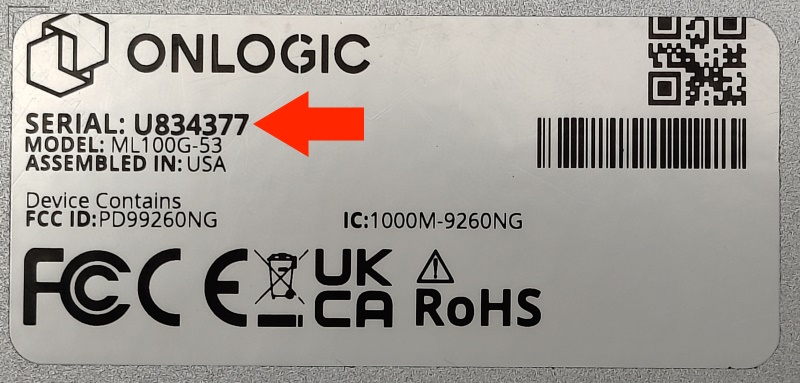 ONLOGIC
SERIAL: U834377
MODEL: ML100G-53
ASSEMBLED IN: USA
Device Contains
FCC ID:PD99260NG
IC:1000M-9260NG
FC CE UK
CA RoHS